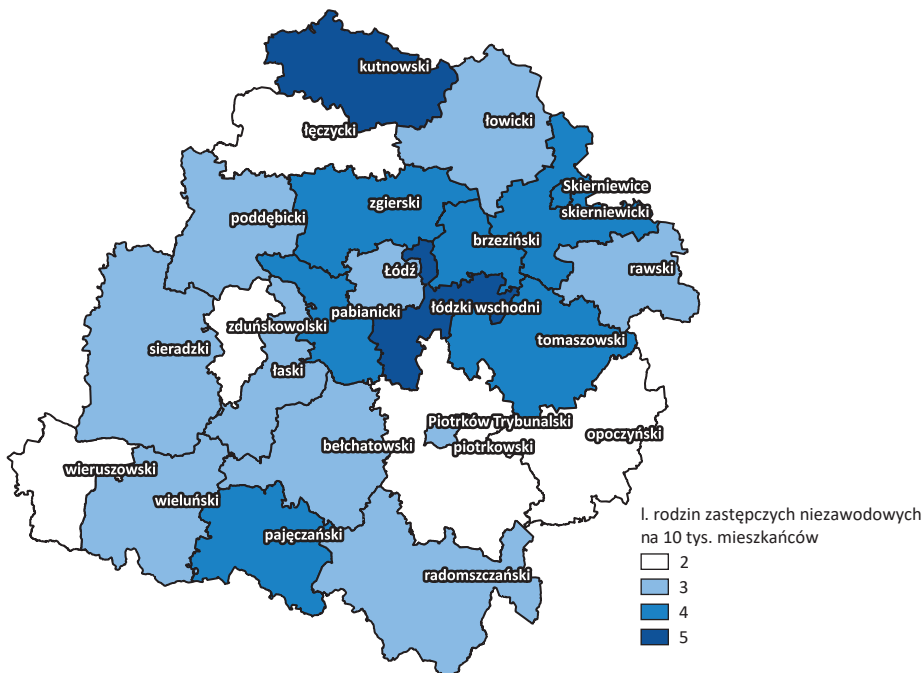 kutnowski
łęczycki
łowicki
Skierniewice
skierniewicki
zgierski
poddębicki
brzeziński
rawski
Łódź
łódzki wschodni
pabianicki
zduńskowolski
tomaszowski
sieradzki
łaski
Piotrków Trybunalski
opoczyński
bełchatowski
piotrkowski
wieruszowski
wieluński
pajęczański
radomszczański
l. rodzin zastępczych niezawodowych
na 10 tys. mieszkańców
2
3
4
5